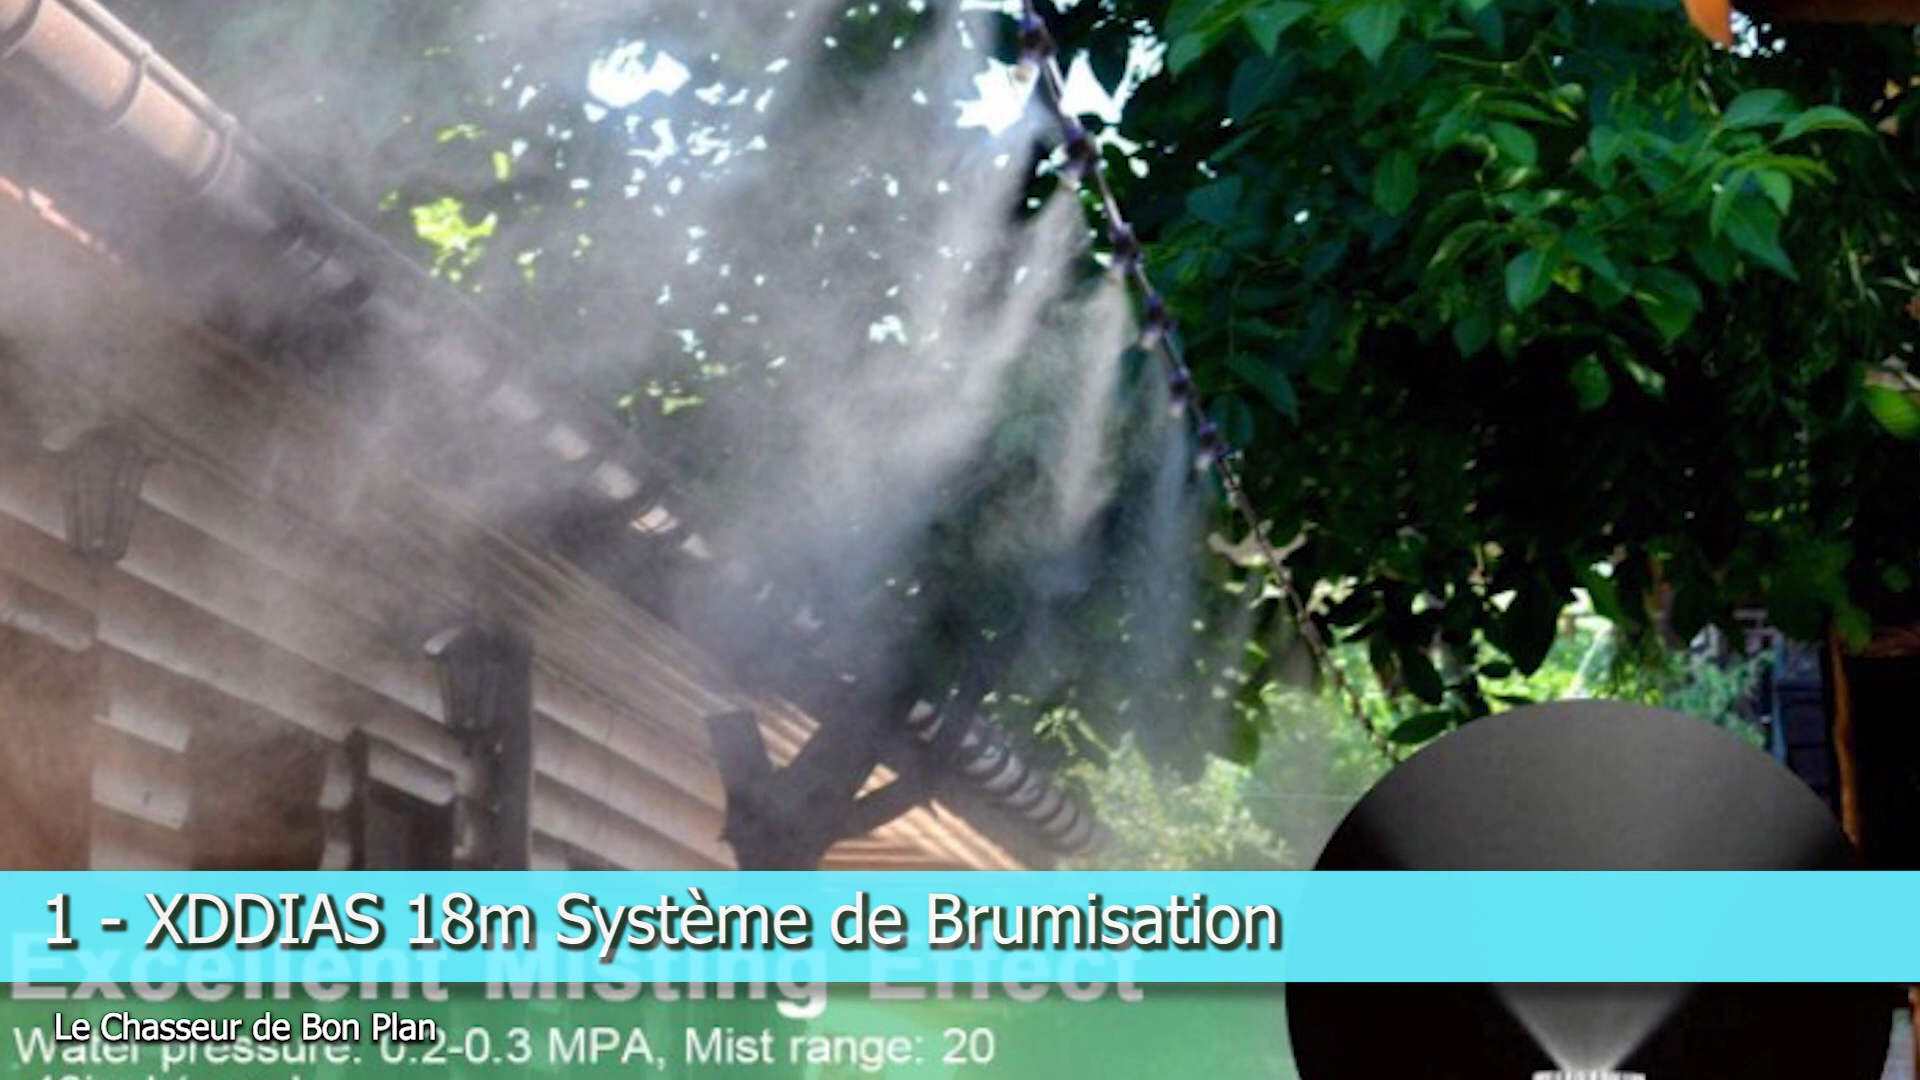 1 - XDDIAS 18m Système de Brumisation
Excellent Misting Effect
Le Chasseur de Bon Plan
Water pressure: 0.2-0.3 MPA, Mist range: 20